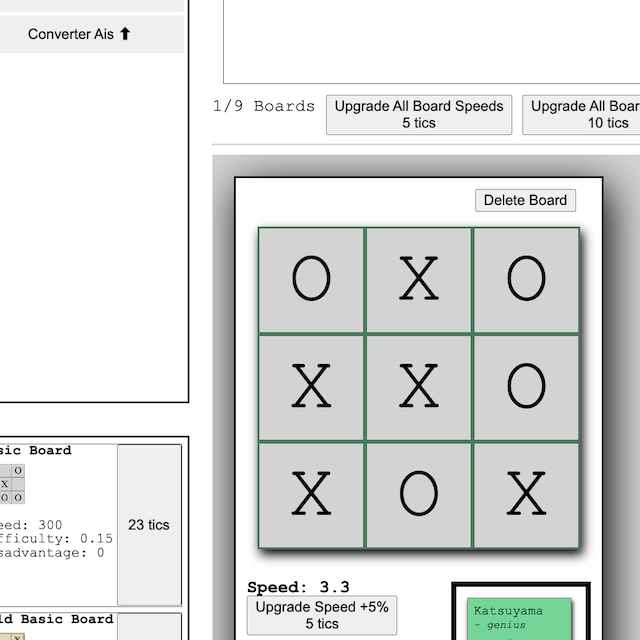 Converter Ais ⬆
1/9 Boards
Upgrade All Board Speeds
5 tics
Upgrade All Boar
10 tics
Delete Board
O X O
X X O
X O X
sic Board
O
X
O O
eed: 300
fficulty: 0.15
sadvantage: 0
23 tics
ld Basic Board
X
Speed: 3.3
Upgrade Speed +5%
5 tics
Katsuyama
- genius